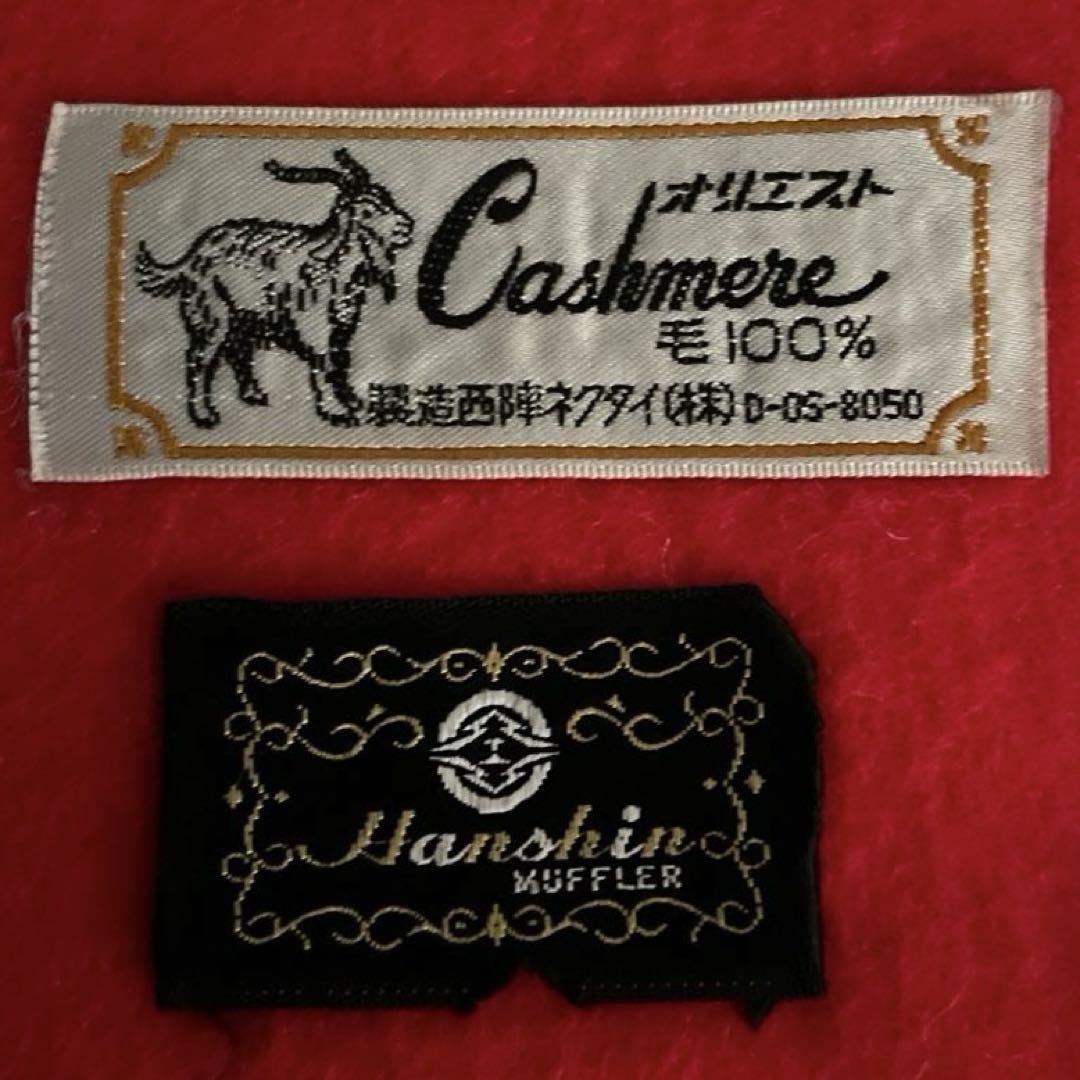 オリエスト
Cashmere
毛100%
製造西陣ネクタイ(株)D-OS-8050
Hanshin
MUFFLER